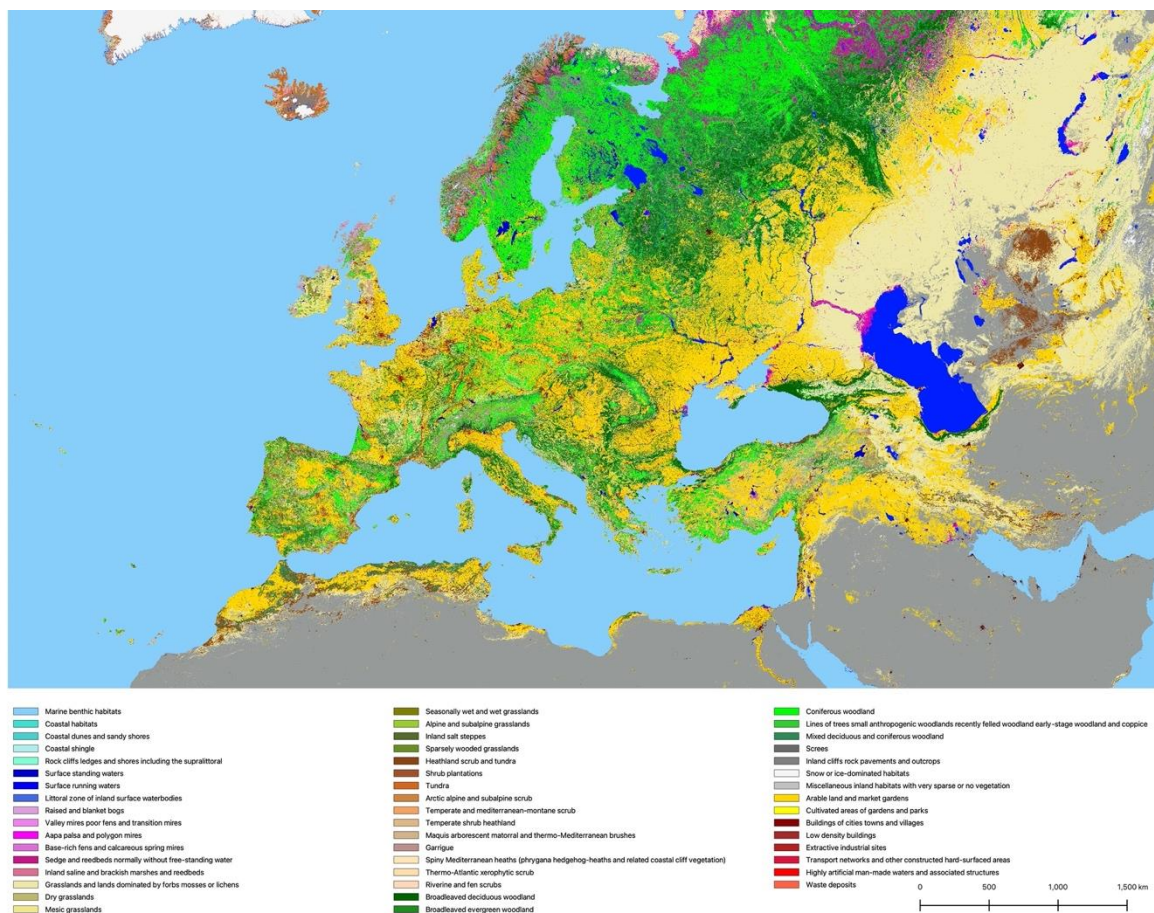 Marine benthic habitats
Coastal habitats
Coastal dunes and sandy shores
Coastal shingle
Rock cliffs ledges and shores including the supralittoral
Surface standing waters
Surface running waters
Littoral zone of inland surface waterbodies
Raised and blanket bogs
Valley mires poor fens and transition mires
Aapa palsa and polygon mires
Base-rich fens and calcareous spring mires
Sedge and reedbeds normally without free-standing water
Inland saline and brackish marshes and reedbeds
Grasslands and lands dominated by forbs mosses or lichens
Dry grasslands
Mesic grasslands
Seasonally wet and wet grasslands
Alpine and subalpine grasslands
Inland salt steppes
Sparsely wooded grasslands
Heathland scrub and tundra
Shrub plantations
Tundra
Arctic alpine and subalpine scrub
Temperate and mediterranean-montane scrub
Temperate shrub heathland
Maquis arborescent matorral and thermo-Mediterranean brushes
Garrigue
Spiny Mediterranean heaths (phrygana hedgehog-heaths and related coastal cliff vegetation)
Thermo-Atlantic xerophytic scrub
Riverine and fen scrubs
Broadleaved deciduous woodland
Broadleaved evergreen woodland
Coniferous woodland
Lines of trees small anthropogenic woodlands recently felled woodland early-stage woodland and coppice
Mixed deciduous and coniferous woodland
Screes
Inland cliffs rock pavements and outcrops
Snow or ice-dominated habitats
Miscellaneous inland habitats with very sparse or no vegetation
Arable land and market gardens
Cultivated areas of gardens and parks
Buildings of cities towns and villages
Low density buildings
Extractive industrial sites
Transport networks and other constructed hard-surfaced areas
Highly artificial man-made waters and associated structures
Waste deposits
0 500 1,000 1,500 km